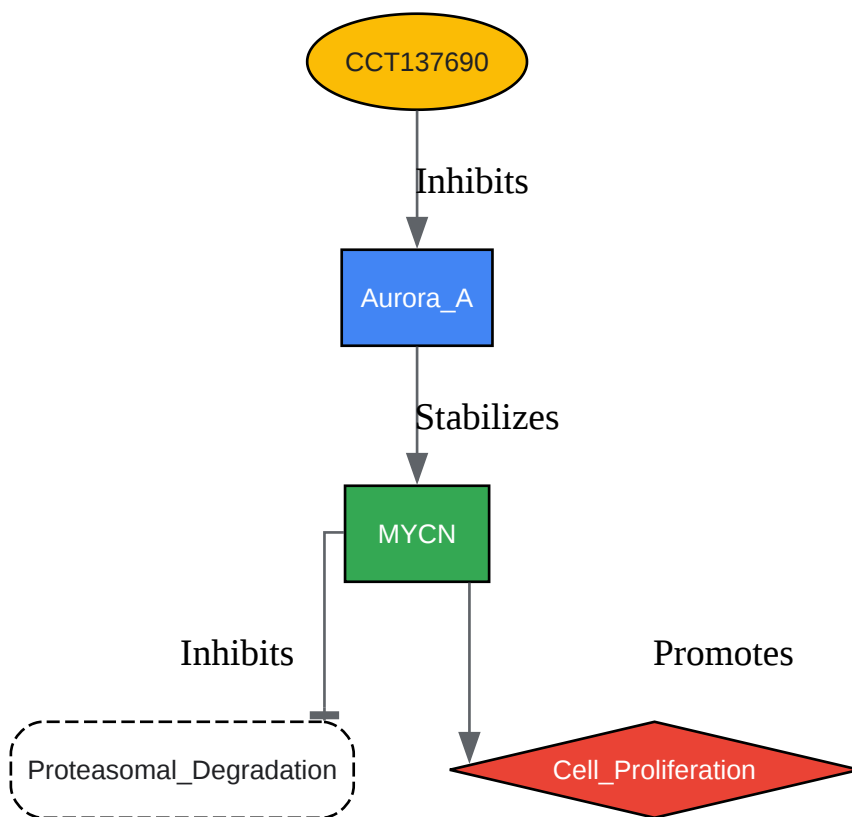 CCT137690
Inhibits
Aurora_A
Stabilizes
MYCN
Inhibits
Promotes
Proteasomal_Degradation
Cell_Proliferation